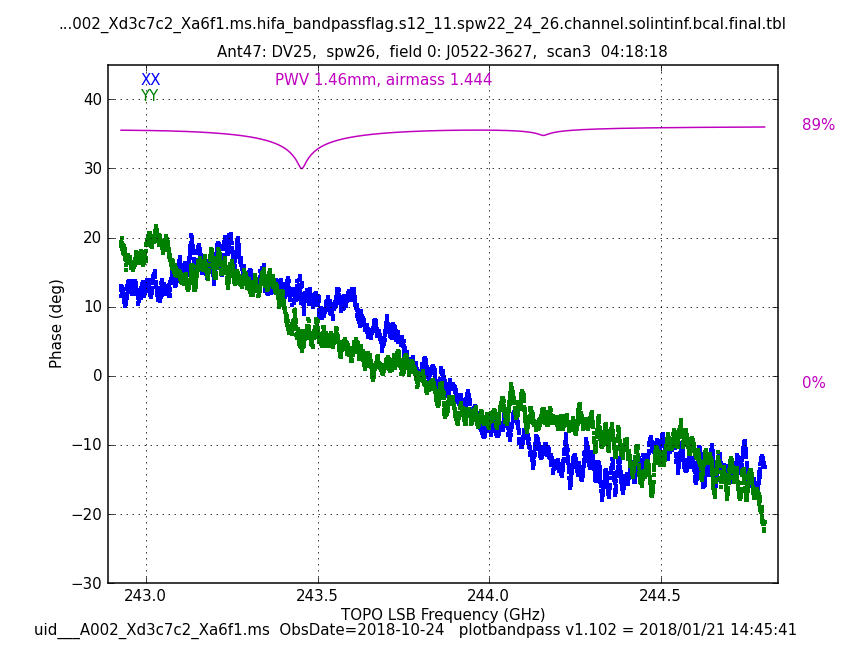 ...002_Xd3c7c2_Xa6f1.ms.hifa_bandpassflag.s12_11.spw22_24_26.channel.solintinf.bcal.final.tbl
Ant47: DV25,  spw26,  field 0: J0522-3627,  scan3  04:18:18
XX
PWV 1.46mm, airmass 1.444
YY
40
30
20
10
0
−10
−20
−30
89%
0%
Phase (deg)
243.0 243.5 244.0 244.5
TOPO LSB Frequency (GHz)
uid___A002_Xd3c7c2_Xa6f1.ms  ObsDate=2018-10-24   plotbandpass v1.102 = 2018/01/21 14:45:41